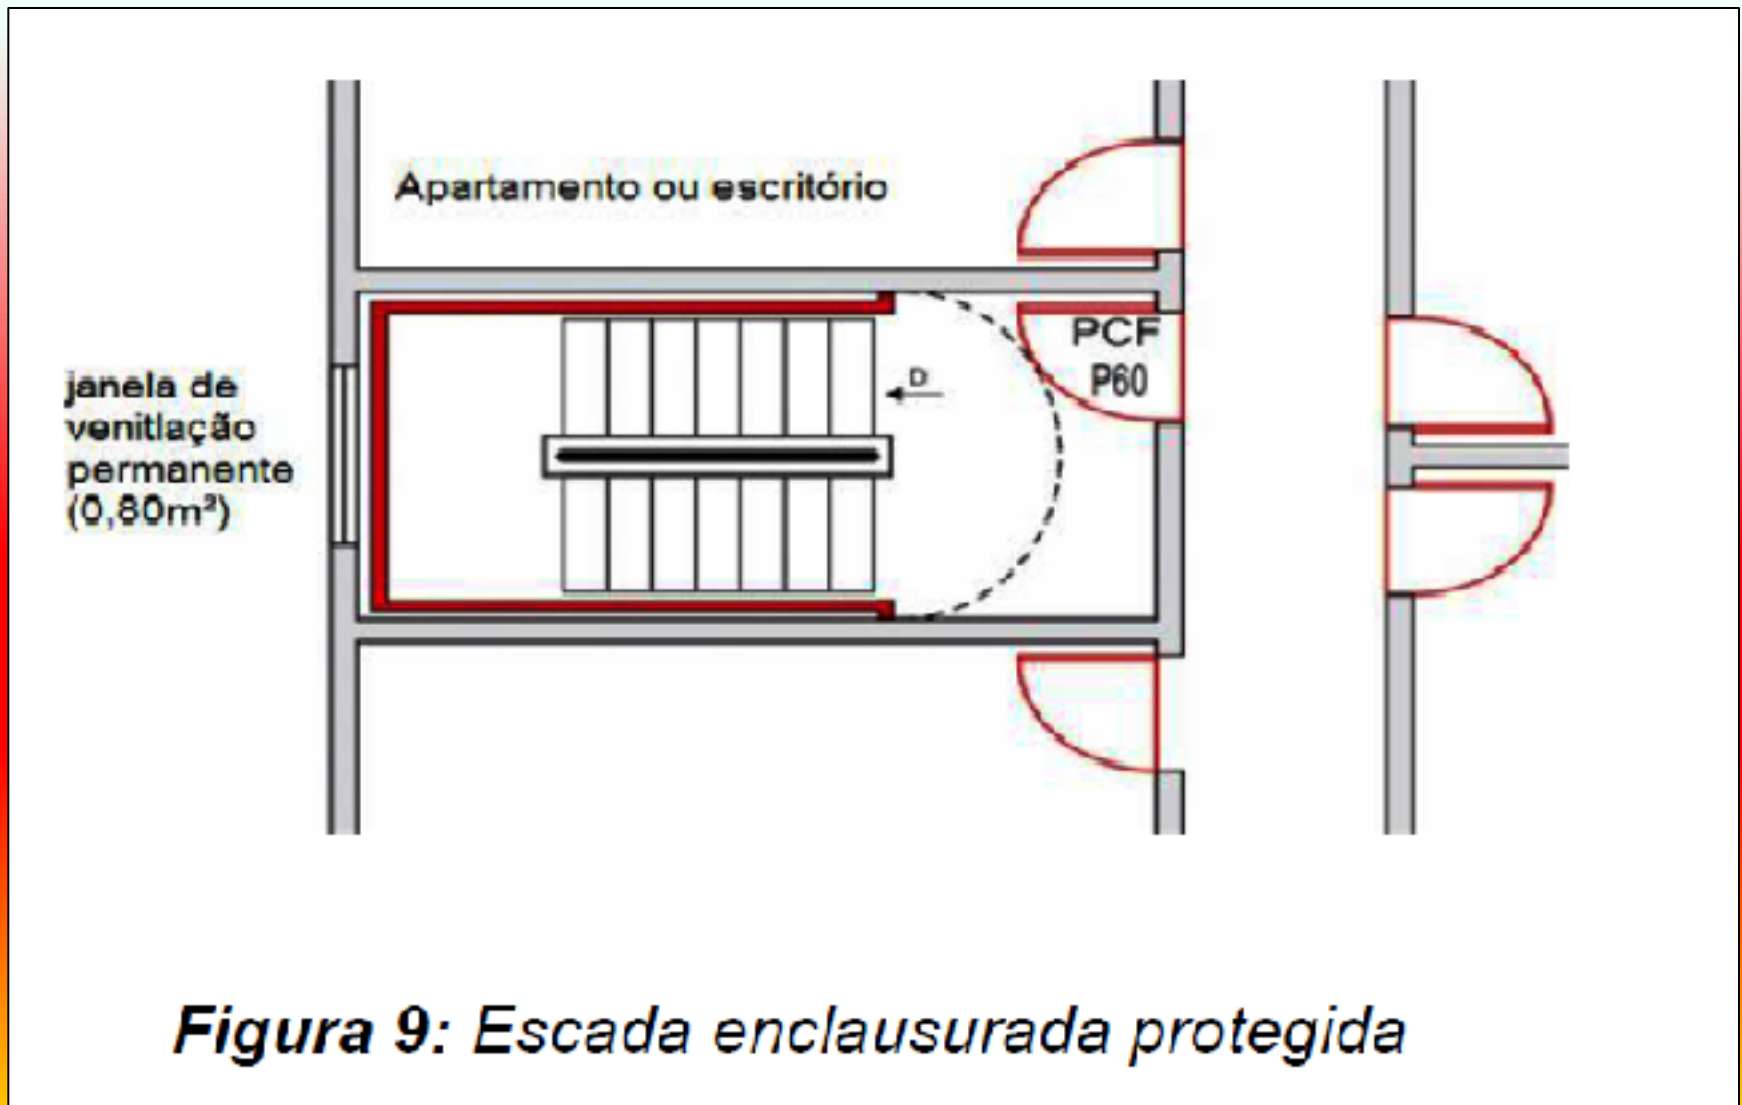 Apartamento ou escritório
PCF
P60
D
janela de
venitlação
permanente
(0,80m²)
Figura 9: Escada enclausurada protegida